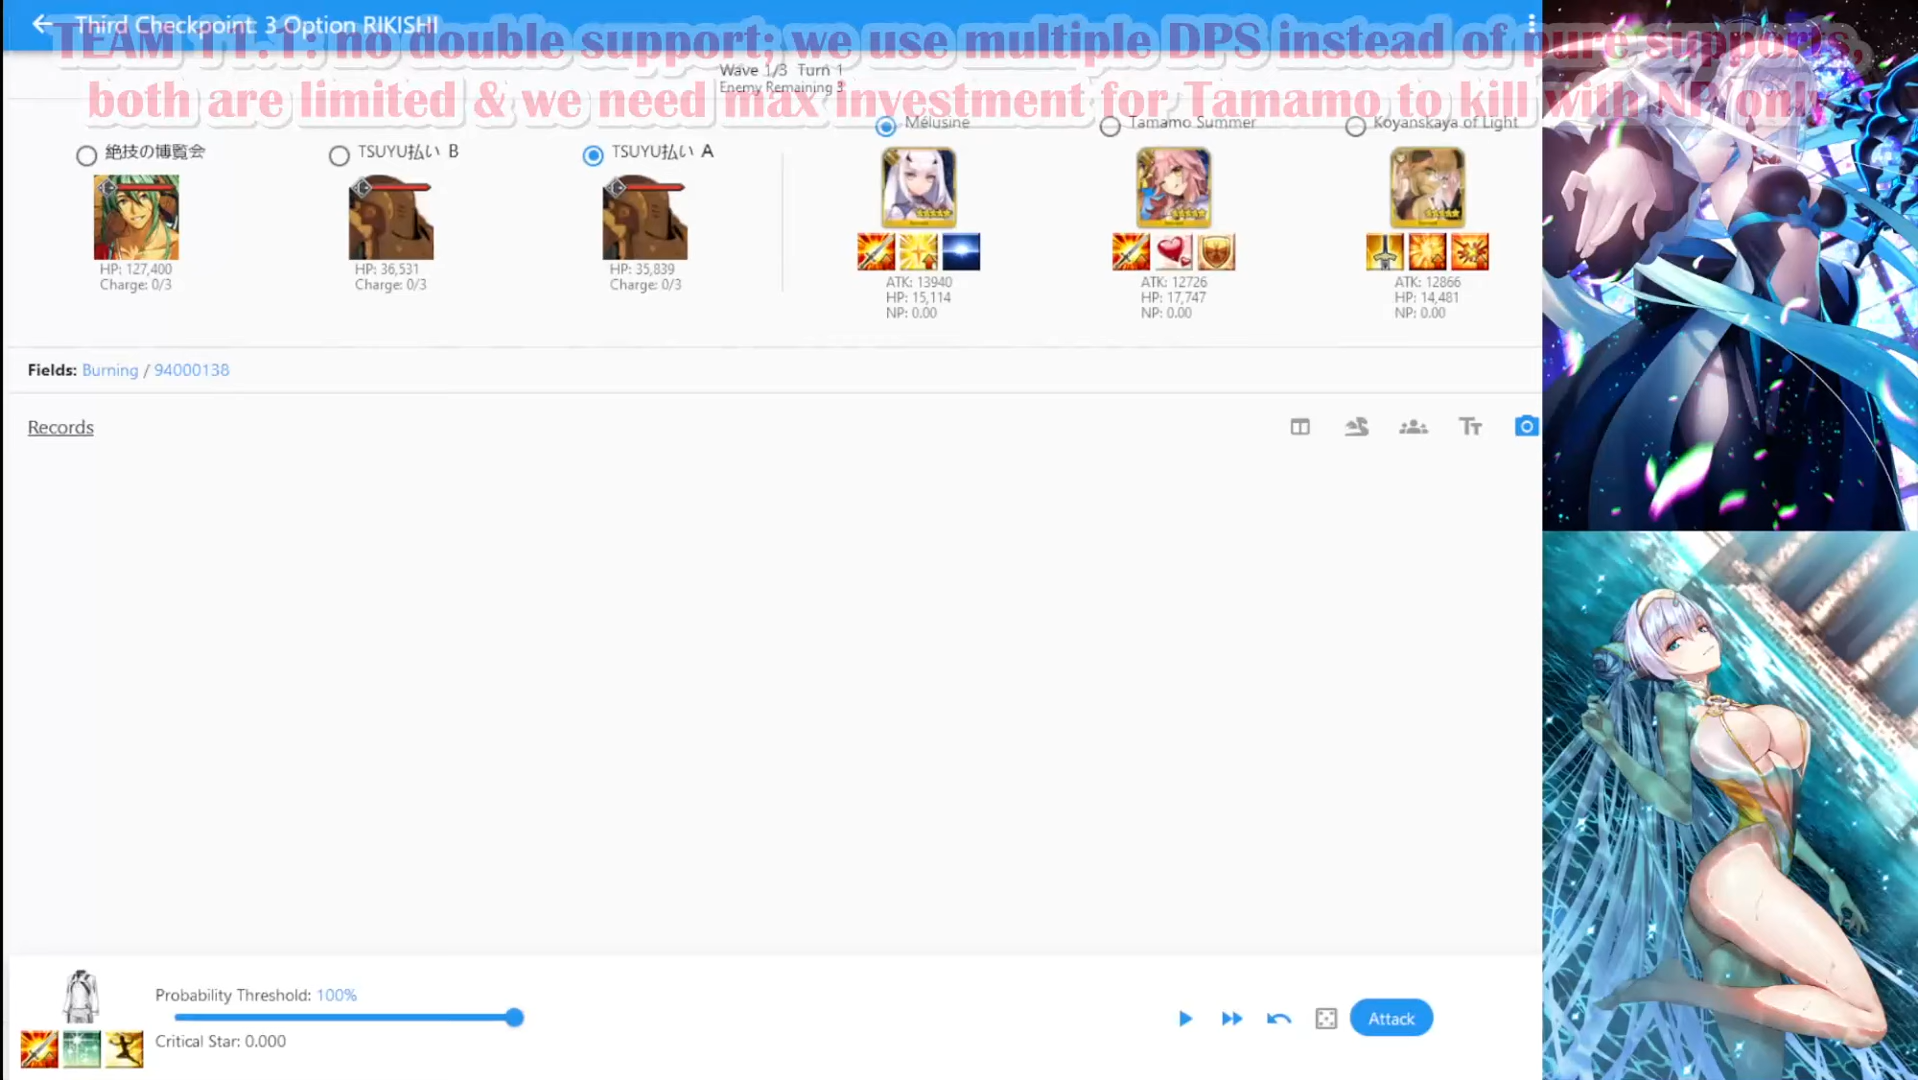 Third Checkpoint: 3 Option RIKISHI
TEAM 11.1: no double support; we use multiple DPS instead of pure supports,
both are limited & we need max investment for Tamamo to kill with NP only
Wave 1/3 Turn 1
Enemy Remaining 3
絶技の博覧会
TSUYU払い B
TSUYU払い A
Mélusine
Tamamo Summer
Koyanskaya of Light
HP: 127,400
Charge: 0/3
HP: 36,531
Charge: 0/3
HP: 35,839
Charge: 0/3
ATK: 13940
HP: 15,114
NP: 0.00
ATK: 12726
HP: 17,747
NP: 0.00
ATK: 12866
HP: 14,481
NP: 0.00
Fields: Burning / 94000138
Records
Tt
Probability Threshold: 100%
Critical Star: 0.000
Attack